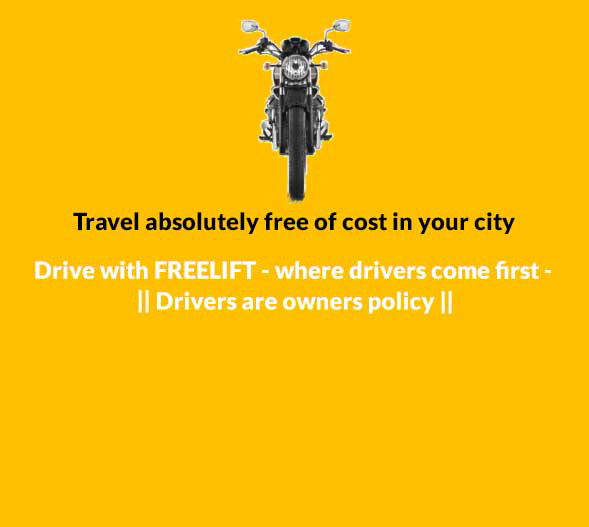 Travel absolutely free of cost in your city
Drive with FREELIFT - where drivers come first -
|| Drivers are owners policy ||